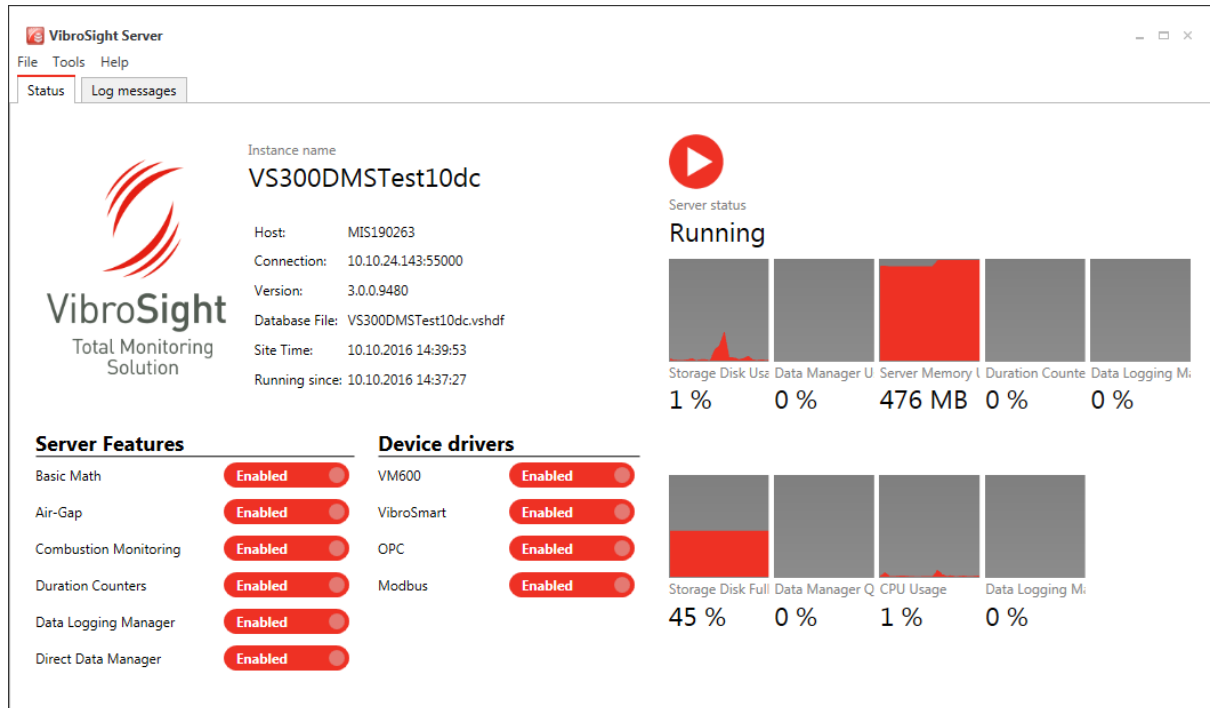 VibroSight Server
File Tools Help
Status Log messages
VibroSight
Total Monitoring
Solution
Instance name
VS300DMSTest10dc
Host: MIS190263
Connection: 10.10.24.143:55000
Version: 3.0.0.9480
Database File: VS300DMSTest10dc.vshdf
Site Time: 10.10.2016 14:39:53
Running since: 10.10.2016 14:37:27
Server status
Running
Storage Disk Usa Data Manager U Server Memory U Duration Counte Data Logging Ma
1 % 0 % 476 MB 0 % 0 %
Server Features
Basic Math Enabled
Air-Gap Enabled
Combustion Monitoring Enabled
Duration Counters Enabled
Data Logging Manager Enabled
Direct Data Manager Enabled
Device drivers
VM600 Enabled
VibroSmart Enabled
OPC Enabled
Modbus Enabled
Storage Disk Full Data Manager Q CPU Usage Data Logging Ma
45 % 0 % 1 % 0 %